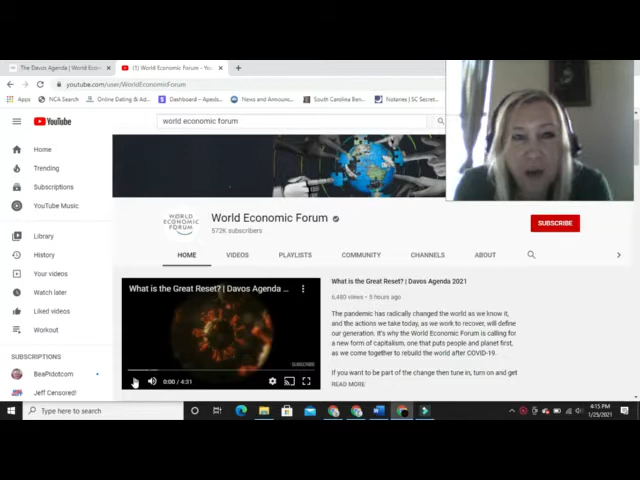 The Davos Agenda | World Econ
(1) World Economic Forum - You
youtube.com/user/WorldEconomicForum
Apps
NCA Search
Online Dating & Ad...
Dashboard - Apexls...
News and Announc...
South Carolina Ben...
Notaries | SC Secret...
YouTube
world economic forum
Home
Trending
Subscriptions
YouTube Music
Library
History
Your videos
Watch later
Liked videos
Workout
SUBSCRIPTIONS
BeaPidotcom
Jeff Censored!
WORLD
ECONOMIC
FORUM
World Economic Forum
572K subscribers
SUBSCRIBE
HOME
VIDEOS
PLAYLISTS
COMMUNITY
CHANNELS
ABOUT
What is the Great Reset? | Davos Agenda ...
SUBSCRIBE
0:00 / 4:31
What is the Great Reset? | Davos Agenda 2021
6,480 views • 5 hours ago
The pandemic has radically changed the world as we know it,
and the actions we take today, as we work to recover, will define
our generation. It's why the World Economic Forum is calling for
a new form of capitalism, one that puts people and planet first,
as we come together to rebuild the world after COVID-19.
If you want to be part of the change then tune in, turn on and get
READ MORE
Type here to search
4:15 PM
1/25/2021